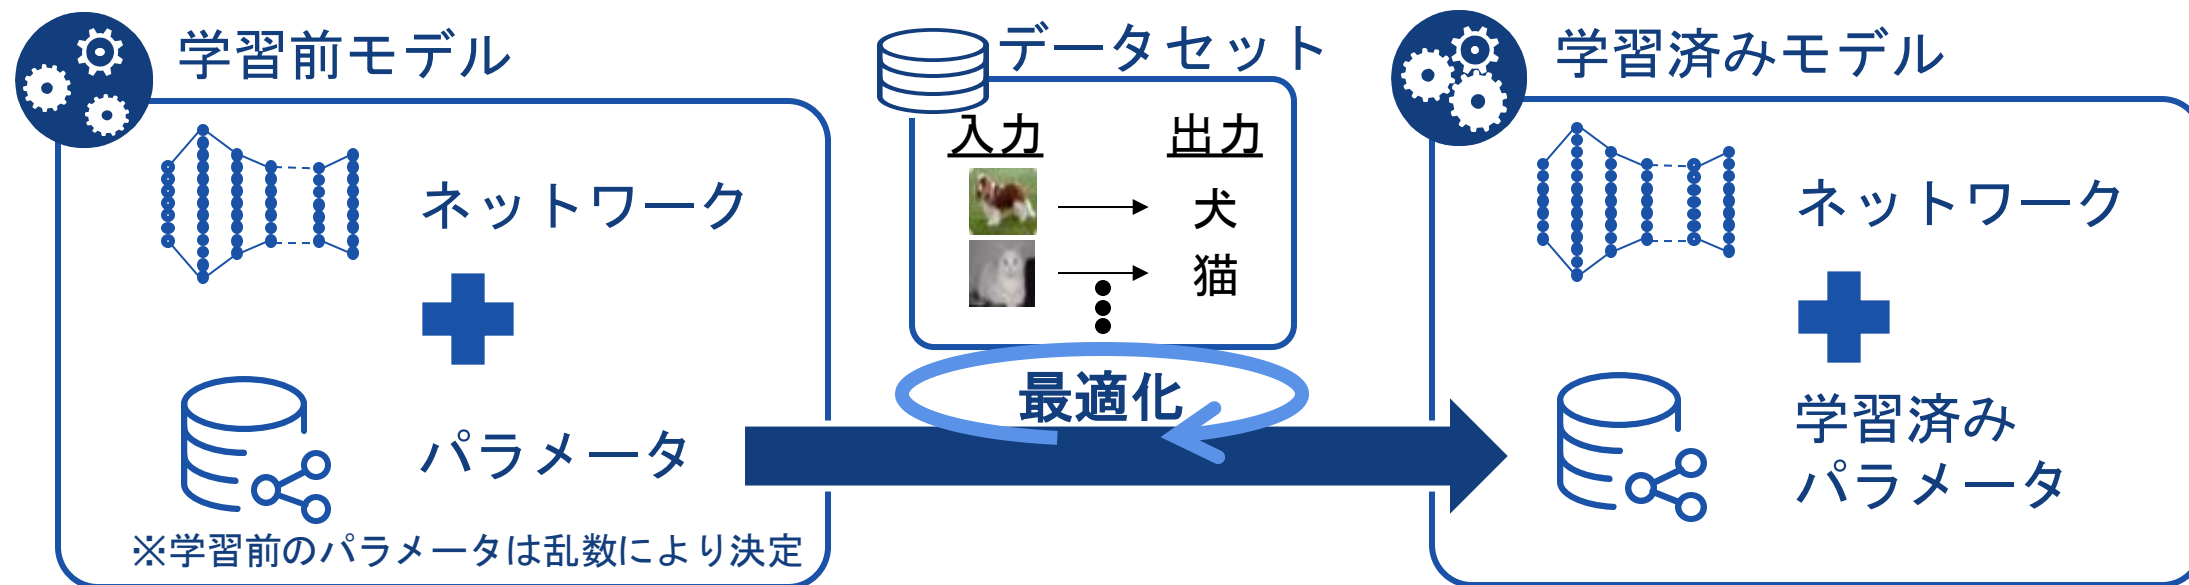 学習前モデル
ネットワーク
パラメータ
※学習前のパラメータは乱数により決定
データセット
入力 出力
犬
猫
最適化
学習済みモデル
ネットワーク
学習済み
パラメータ